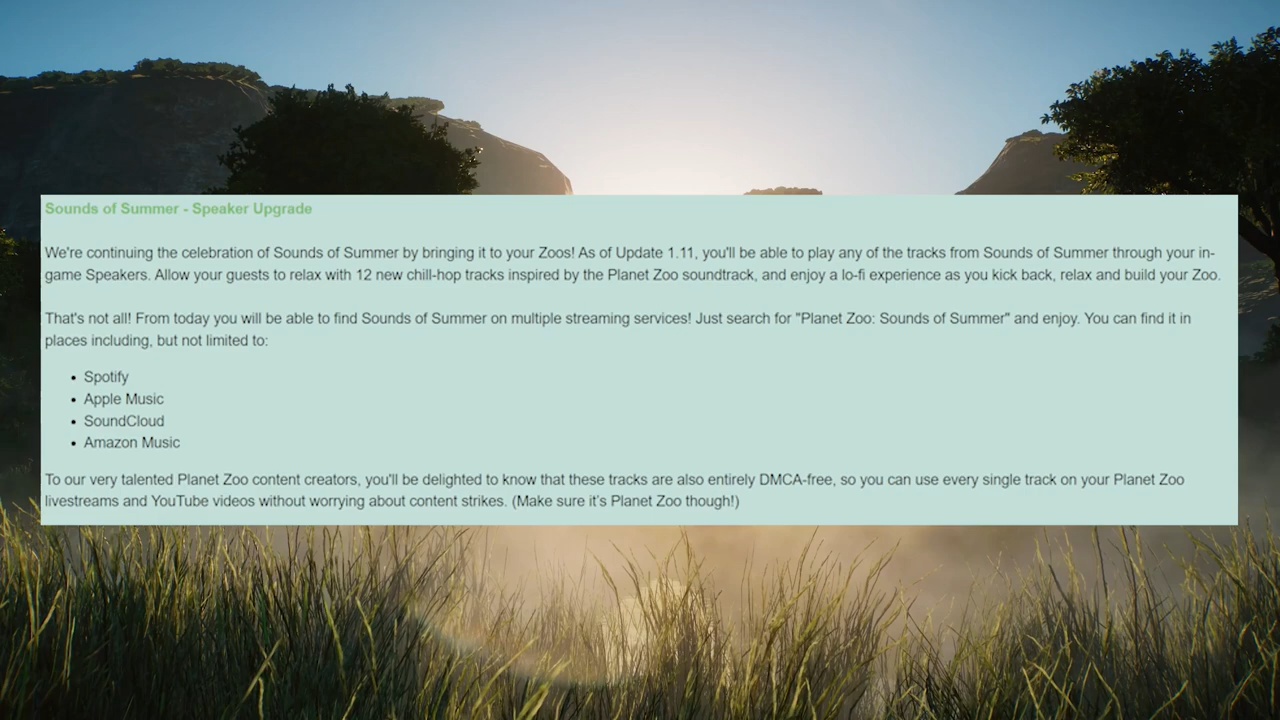 Sounds of Summer - Speaker Upgrade
We're continuing the celebration of Sounds of Summer by bringing it to your Zoos! As of Update 1.11, you'll be able to play any of the tracks from Sounds of Summer through your in-
game Speakers. Allow your guests to relax with 12 new chill-hop tracks inspired by the Planet Zoo soundtrack, and enjoy a lo-fi experience as you kick back, relax and build your Zoo.
That's not all! From today you will be able to find Sounds of Summer on multiple streaming services! Just search for "Planet Zoo: Sounds of Summer" and enjoy. You can find it in
places including, but not limited to:
• Spotify
• Apple Music
• SoundCloud
• Amazon Music
To our very talented Planet Zoo content creators, you'll be delighted to know that these tracks are also entirely DMCA-free, so you can use every single track on your Planet Zoo
livestreams and YouTube videos without worrying about content strikes. (Make sure it's Planet Zoo though!)